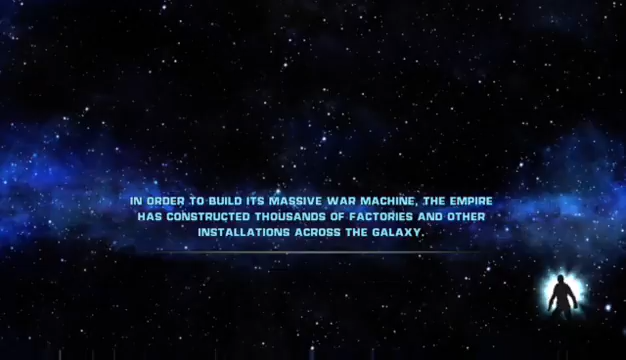 IN ORDER TO BUILD ITS MASSIVE WAR MACHINE, THE EMPIRE
HAS CONSTRUCTED THOUSANDS OF FACTORIES AND OTHER
INSTALLATIONS ACROSS THE GALAXY.